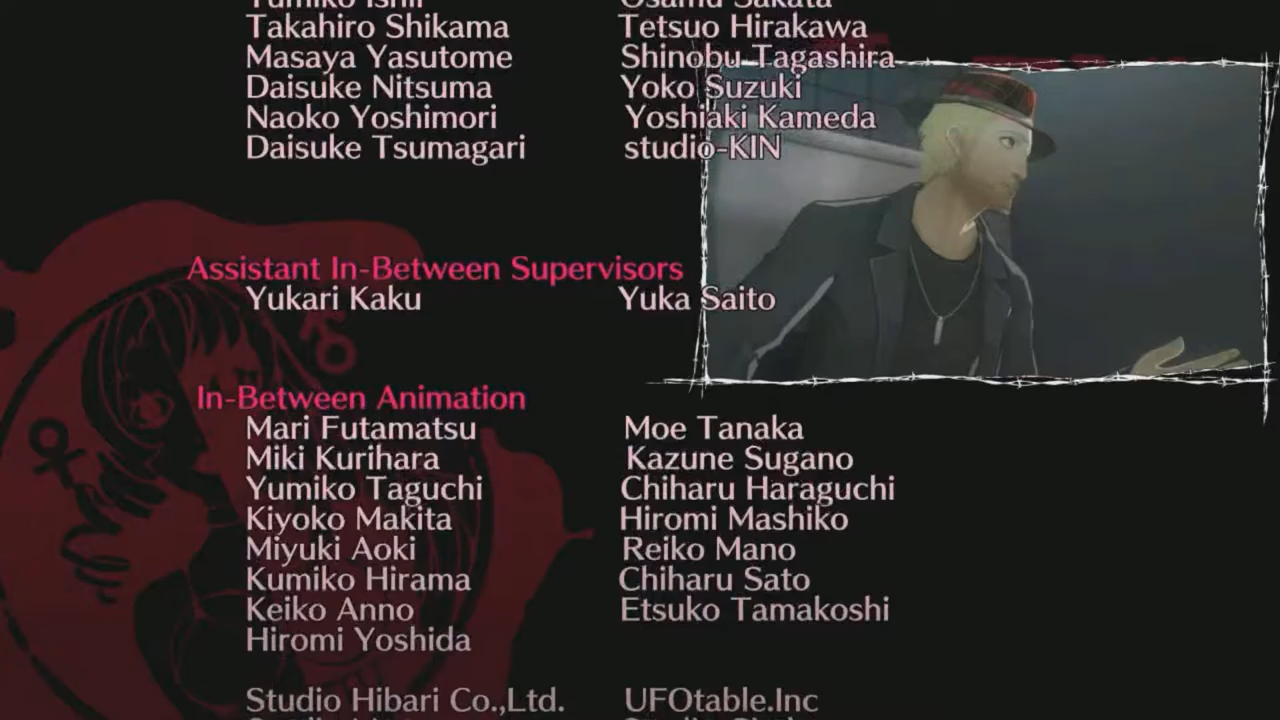 Takahiro Shikama Tetsuo Hirakawa
Masaya Yasutome Shinobu Tagashira
Daisuke Nitsuma Yoko Suzuki
Naoko Yoshimori Yoshiaki Kameda
Daisuke Tsumagari studio-KIN
Assistant In-Between Supervisors
Yukari Kaku Yuka Saito
In-Between Animation
Mari Futamatsu Moe Tanaka
Miki Kurihara Kazune Sugano
Yumiko Taguchi Chiharu Haraguchi
Kiyoko Makita Hiromi Mashiko
Miyuki Aoki Reiko Mano
Kumiko Hirama Chiharu Sato
Keiko Anno Etsuko Tamakoshi
Hiromi Yoshida
Studio Hibari Co.,Ltd. UFOtable.Inc